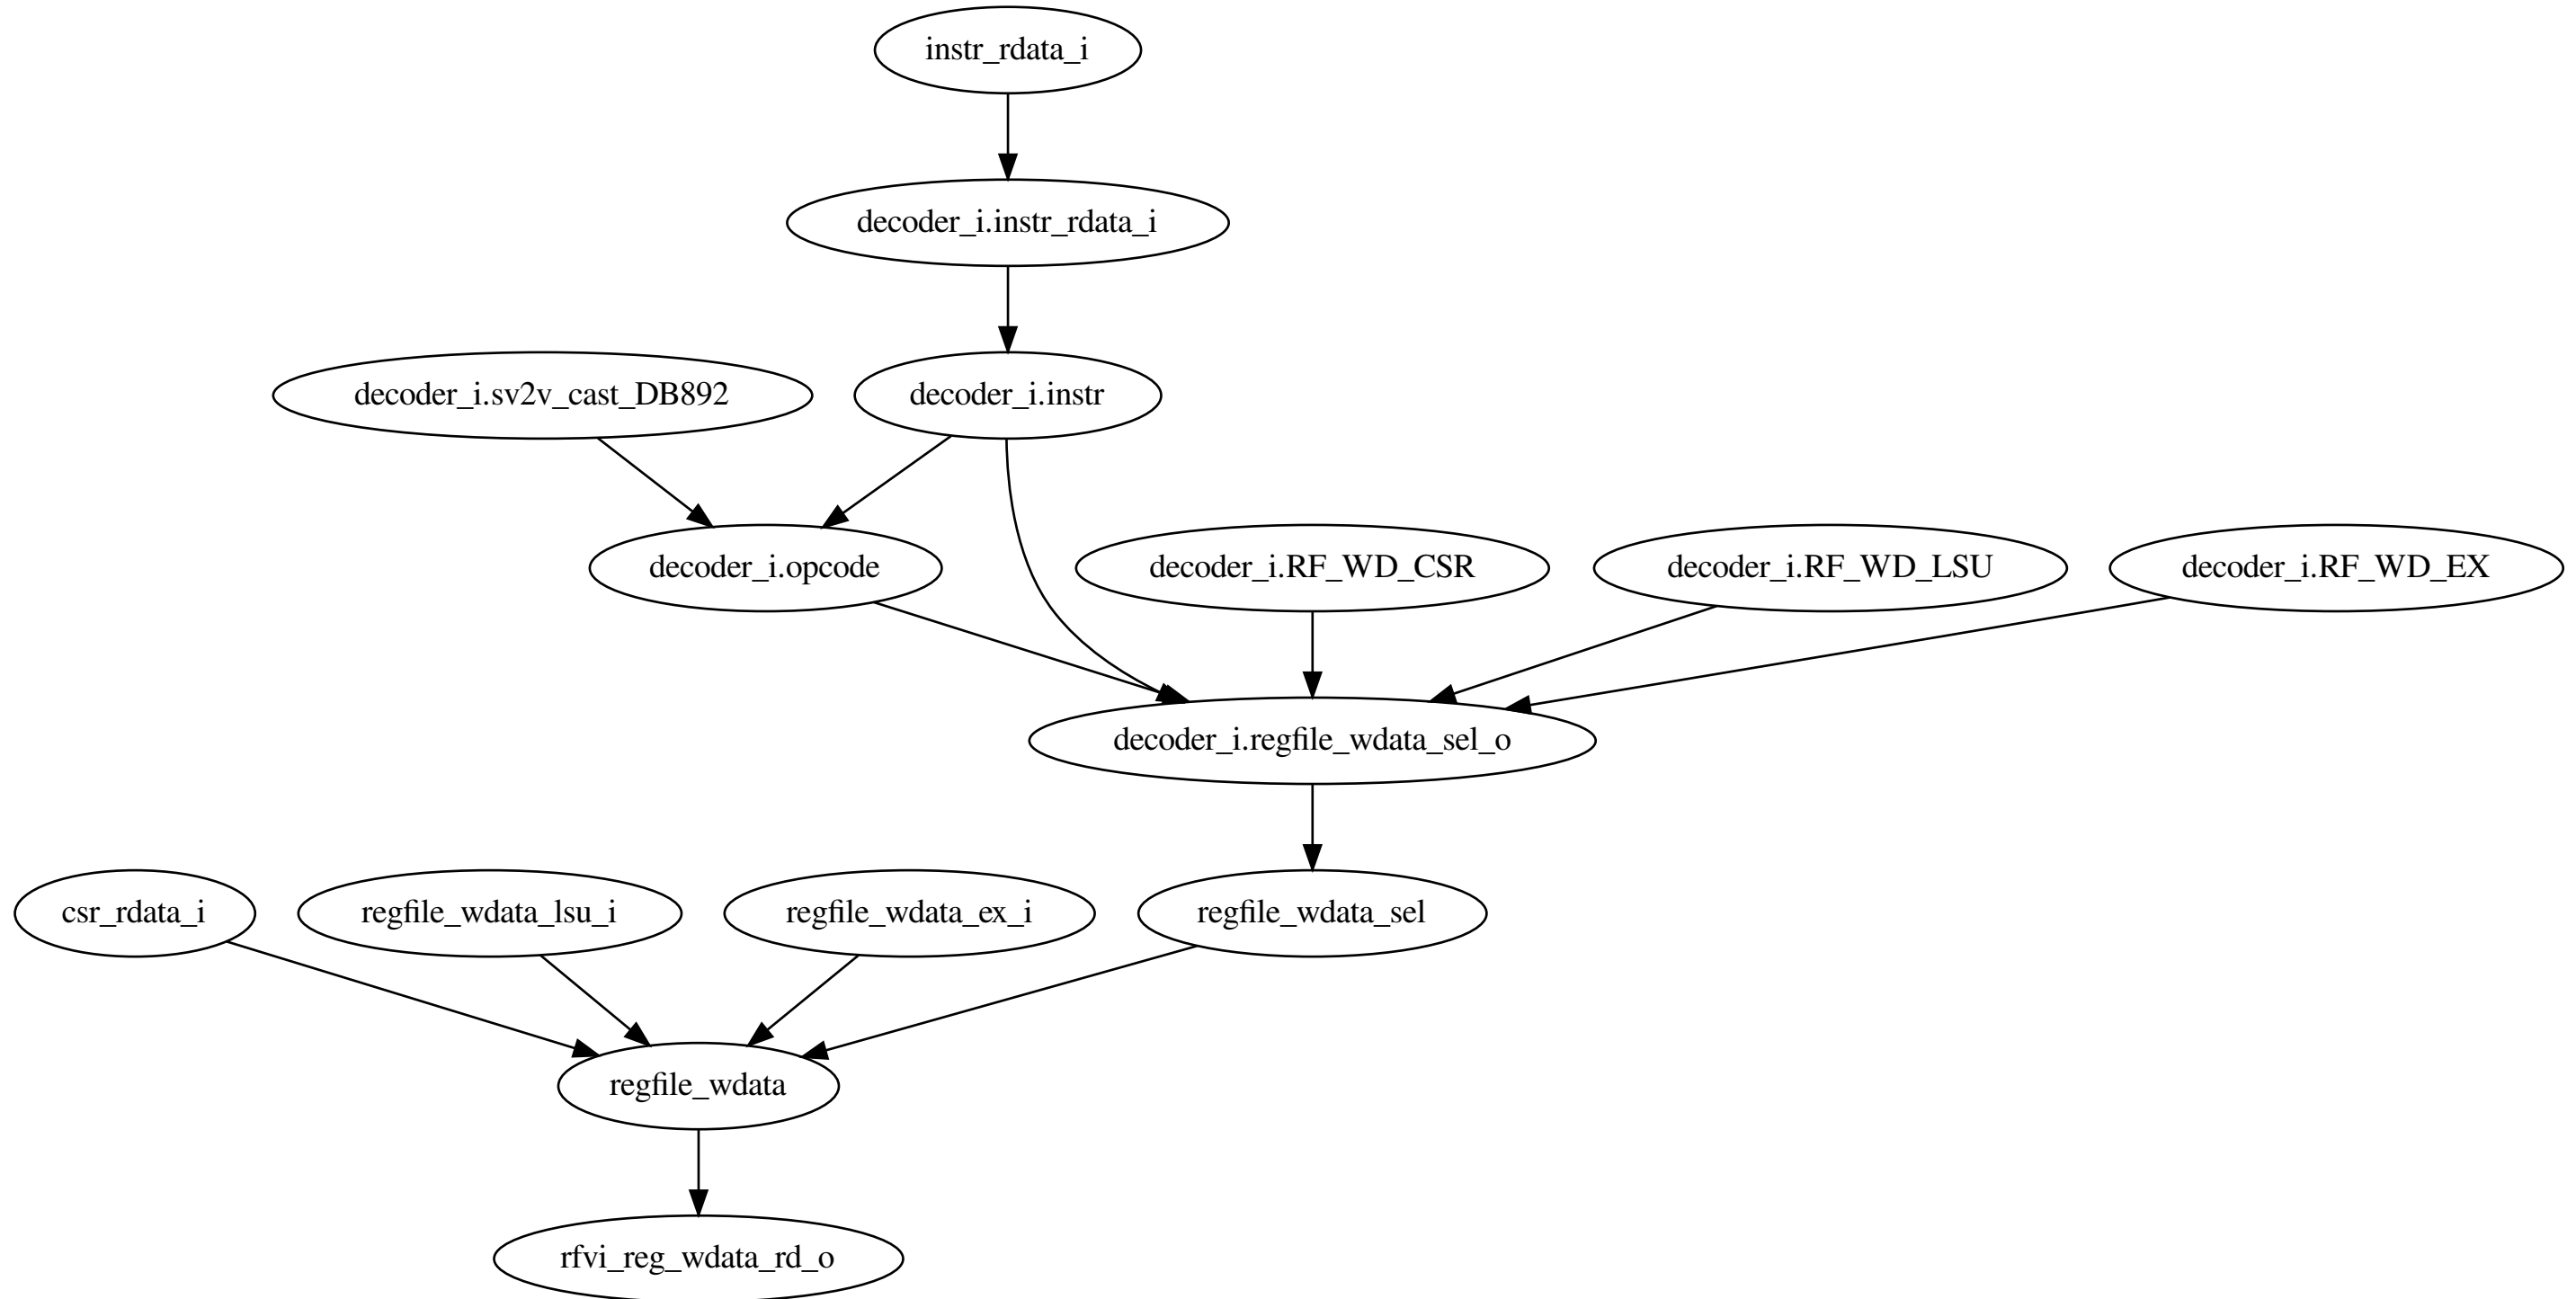 instr_rdata_i
decoder_i.instr_rdata_i
decoder_i.sv2v_cast_DB892
decoder_i.instr
decoder_i.opcode
decoder_i.RF_WD_CSR
decoder_i.RF_WD_LSU
decoder_i.RF_WD_EX
decoder_i.regfile_wdata_sel_o
csr_rdata_i
regfile_wdata_lsu_i
regfile_wdata_ex_i
regfile_wdata_sel
regfile_wdata
rfvi_reg_wdata_rd_o